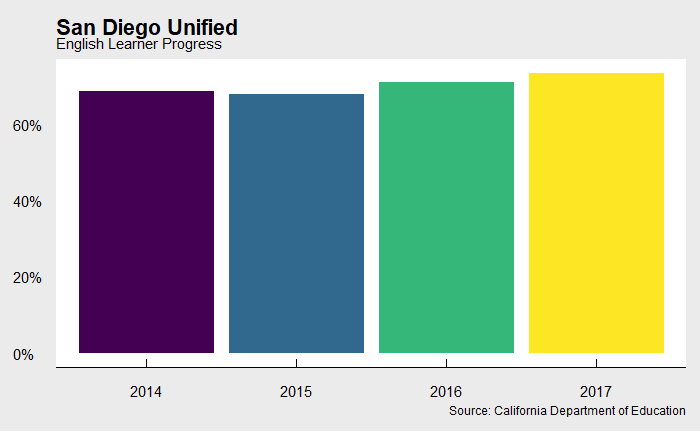 San Diego Unified
English Learner Progress
60%
40%
20%
0%
2014 2015 2016 2017
Source: California Department of Education